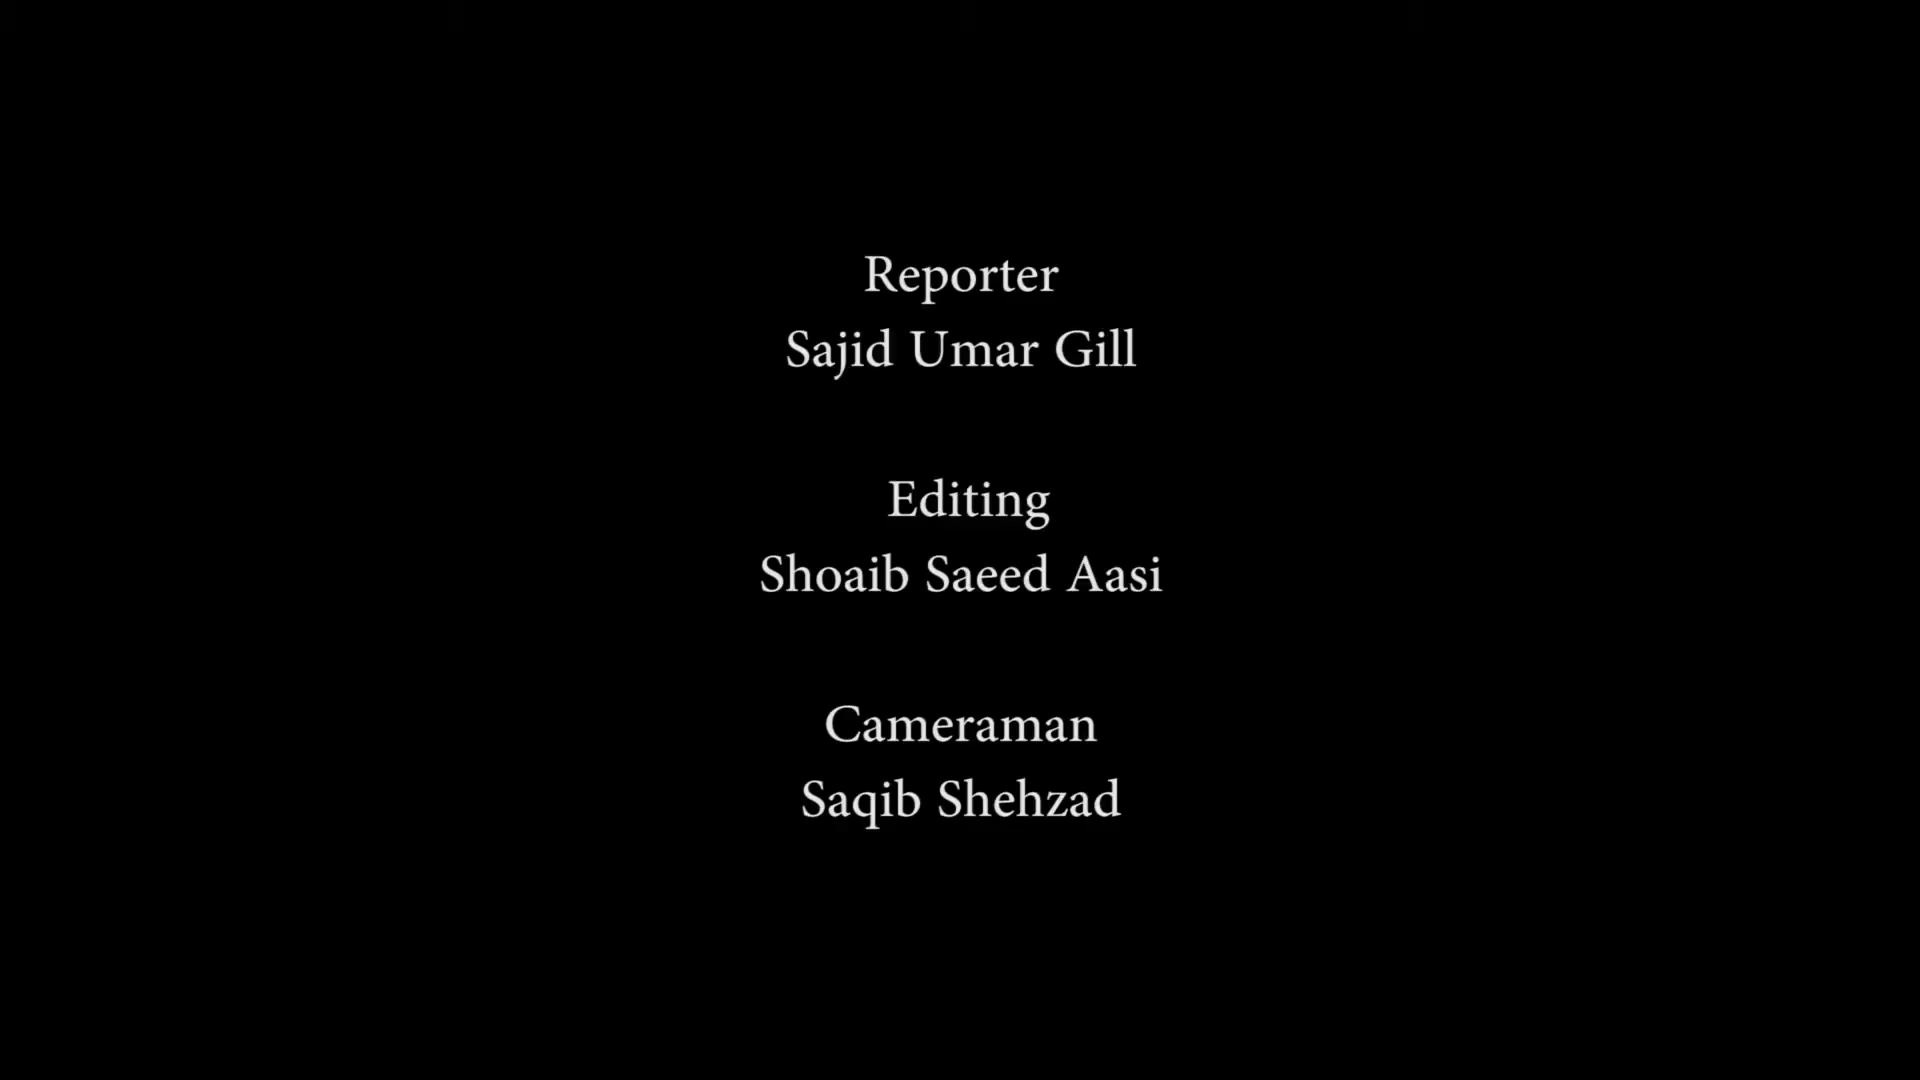 Reporter
Sajid Umar Gill
Editing
Shoaib Saeed Aasi
Cameraman
Saqib Shehzad